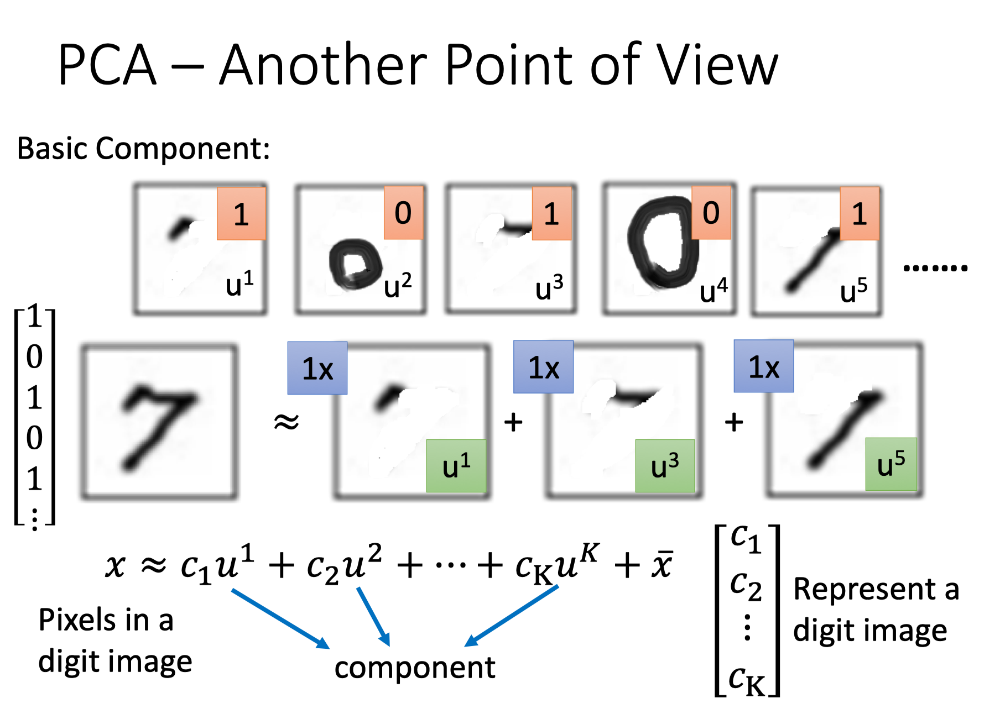 PCA – Another Point of View
Basic Component:
1 0 1 0 1
u¹ u² u³ u⁴ u⁵ .......
[1 0 1 0 1 ⋮]
7 ≈ 1x u¹ + 1x u³ + 1x u⁵
x ≈ c₁u¹ + c₂u² + ⋯ + c_K u^K + x̄
[c₁ c₂ ⋮ c_K]
Pixels in a
digit image
component
Represent a
digit image